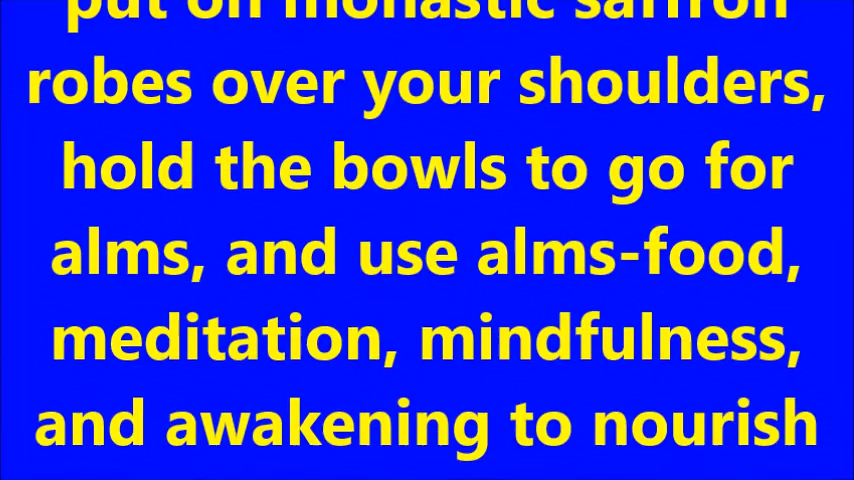 put on monastic saffron
robes over your shoulders,
hold the bowls to go for
alms, and use alms-food,
meditation, mindfulness,
and awakening to nourish